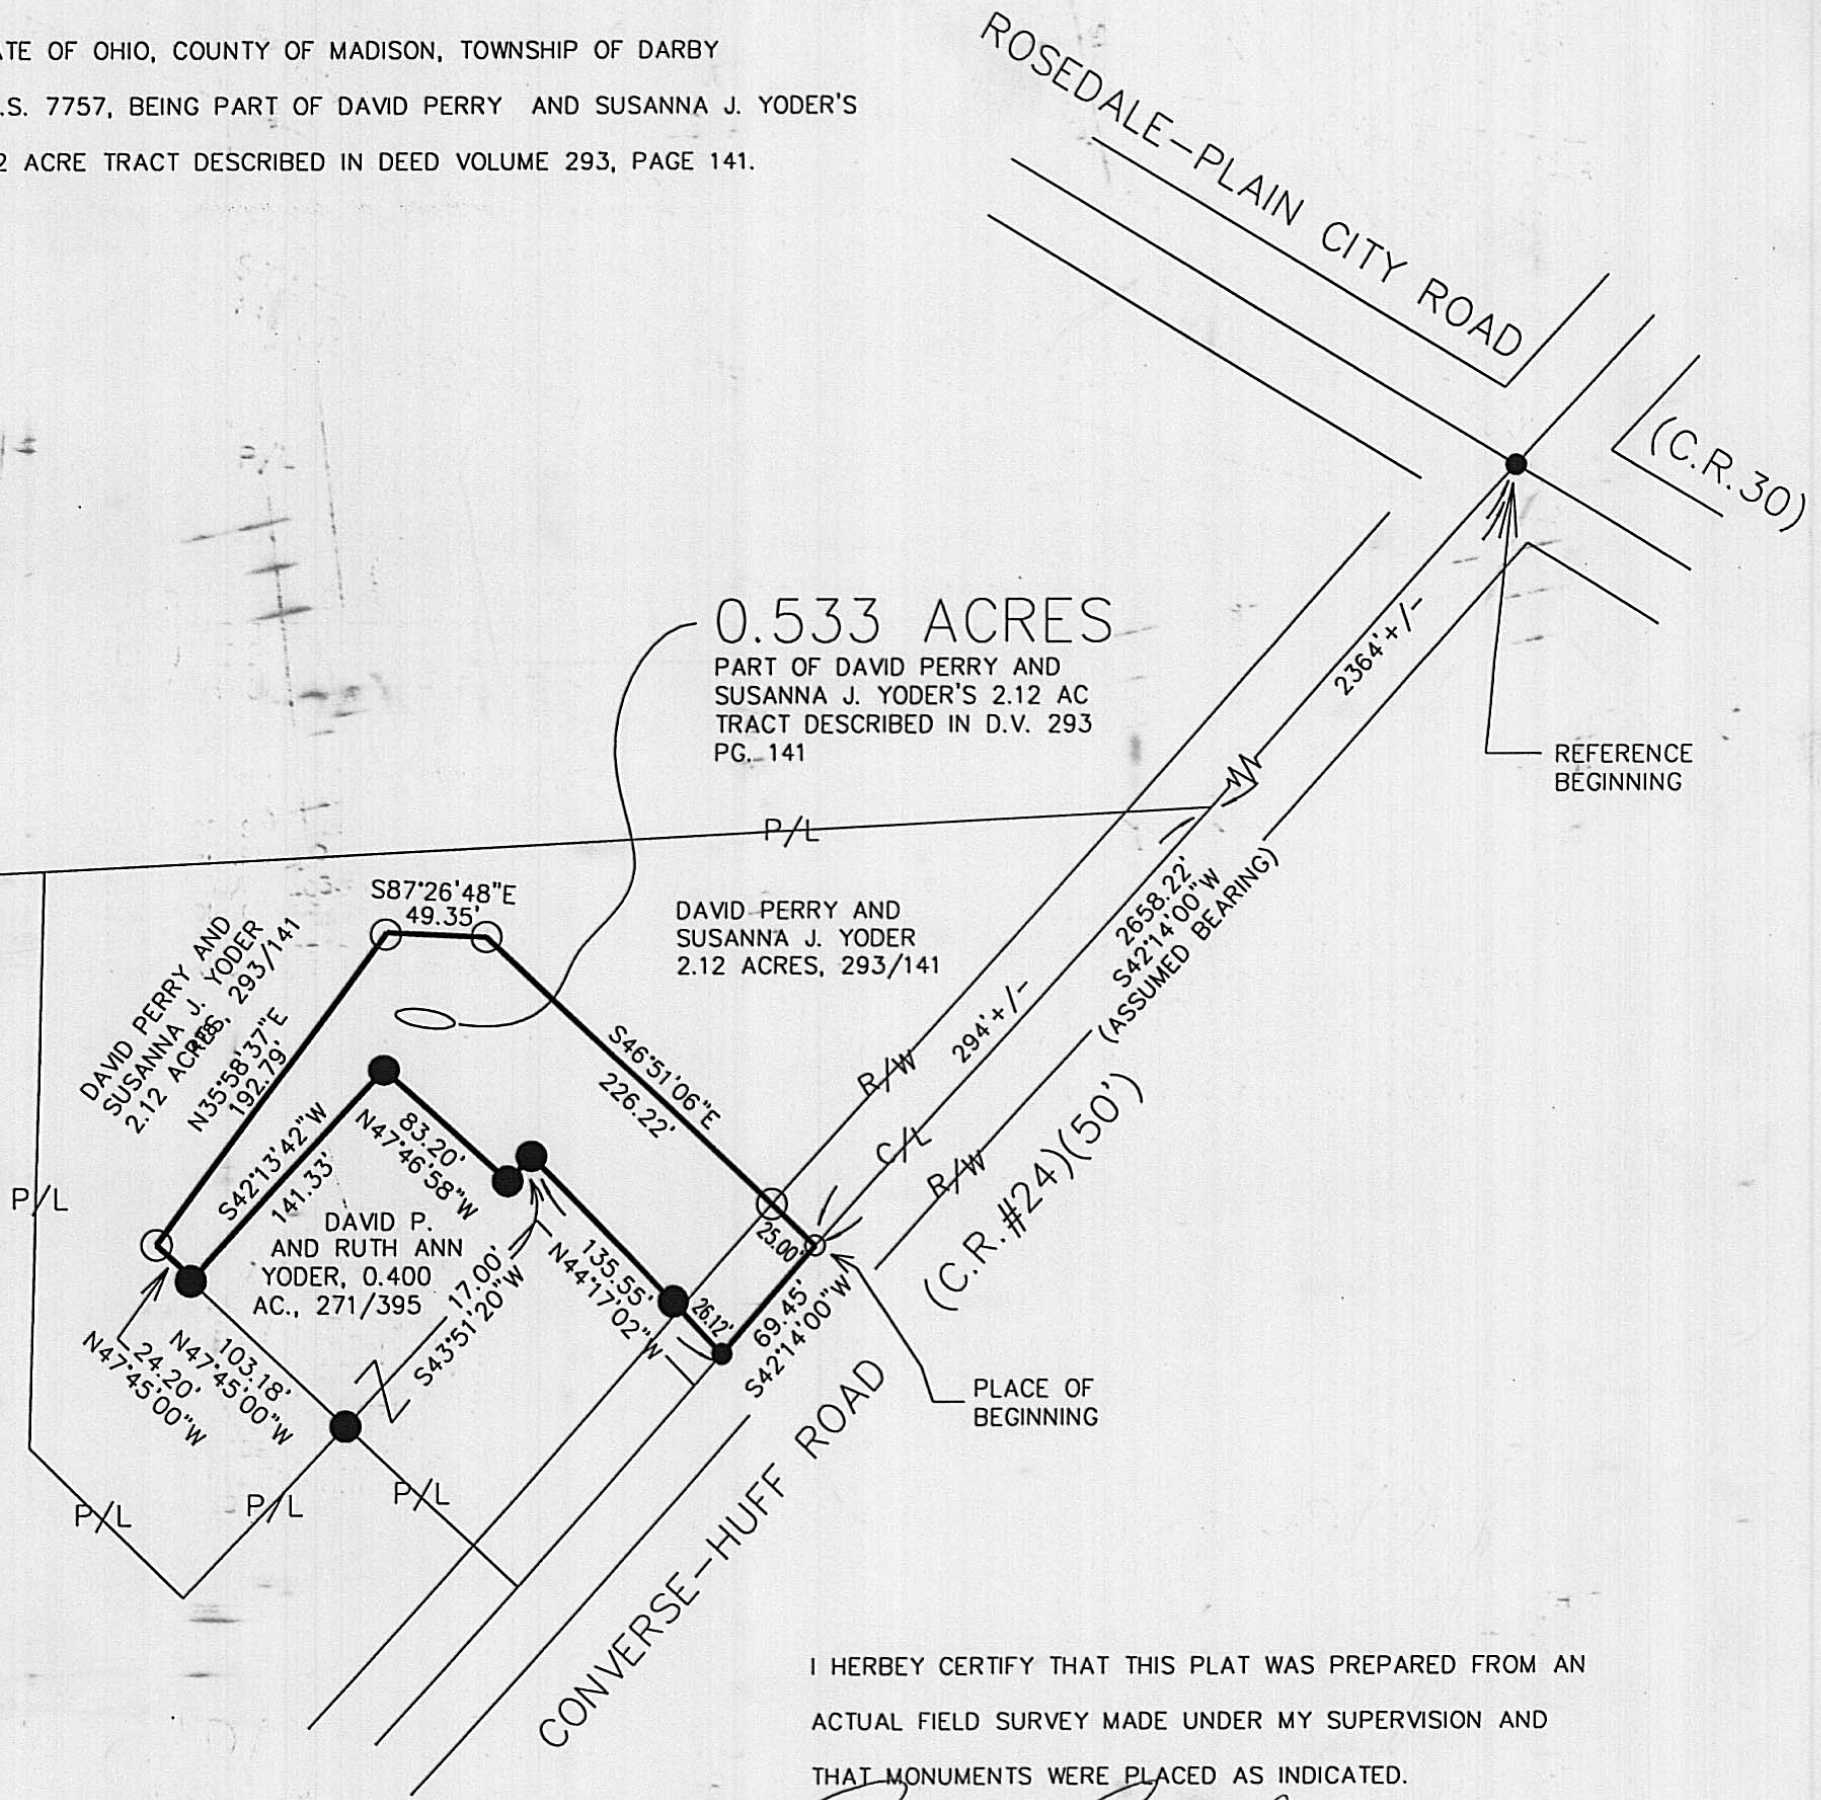 ATE OF OHIO, COUNTY OF MADISON, TOWNSHIP OF DARBY
.S. 7757, BEING PART OF DAVID PERRY AND SUSANNA J. YODER'S
2 ACRE TRACT DESCRIBED IN DEED VOLUME 293, PAGE 141.
ROSEDALE-PLAIN CITY ROAD
(C.R.30)
0.533 ACRES
PART OF DAVID PERRY AND
SUSANNA J. YODER'S 2.12 AC
TRACT DESCRIBED IN D.V. 293
PG. 141
2364'+/-
REFERENCE
BEGINNING
P/L
S87°26'48"E
49.35'
DAVID PERRY AND
SUSANNA J. YODER
2.12 ACRES, 293/141
DAVID PERRY AND
SUSANNA J. YODER
2.12 ACRES, 293/141
N35°58'37"E
192.79'
2658.22'
S42°14'00"W
(ASSUMED BEARING)
S46°51'06"E
226.22'
294'+/-
R/W
C/L
R/W
(C.R.#24)(50')
S42°13'42"W
141.33'
83.20'
N47°46'58"W
P/L
DAVID P.
AND RUTH ANN
YODER, 0.400
AC., 271/395
17.00'
S43°51'20"W
135.55'
N44°17'02"W
25.00'
26.12'
69.45'
S42°14'00"W
24.20'
N47°45'00"W
103.18'
N47°45'00"W
PLACE OF
BEGINNING
P/L
P/L
P/L
CONVERSE-HUFF ROAD
I HERBEY CERTIFY THAT THIS PLAT WAS PREPARED FROM AN
ACTUAL FIELD SURVEY MADE UNDER MY SUPERVISION AND
THAT MONUMENTS WERE PLACED AS INDICATED.